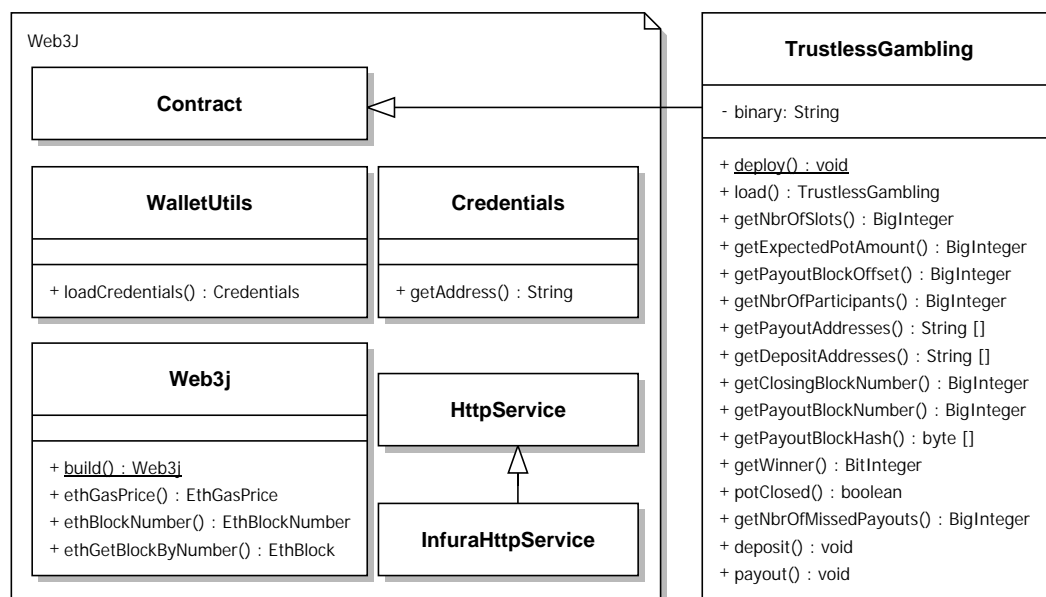 Web3J
Contract
WalletUtils
+ loadCredentials() : Credentials
Credentials
+ getAddress() : String
Web3j
+ build() : Web3j
+ ethGasPrice() : EthGasPrice
+ ethBlockNumber() : EthBlockNumber
+ ethGetBlockByNumber() : EthBlock
HttpService
InfuraHttpService
TrustlessGambling
- binary: String
+ deploy() : void
+ load() : TrustlessGambling
+ getNbrOfSlots() : BigInteger
+ getExpectedPotAmount() : BigInteger
+ getPayoutBlockOffset() : BigInteger
+ getNbrOfParticipants() : BigInteger
+ getPayoutAddresses() : String []
+ getDepositAddresses() : String []
+ getClosingBlockNumber() : BigInteger
+ getPayoutBlockNumber() : BigInteger
+ getPayoutBlockHash() : byte []
+ getWinner() : BitInteger
+ potClosed() : boolean
+ getNbrOfMissedPayouts() : BigInteger
+ deposit() : void
+ payout() : void